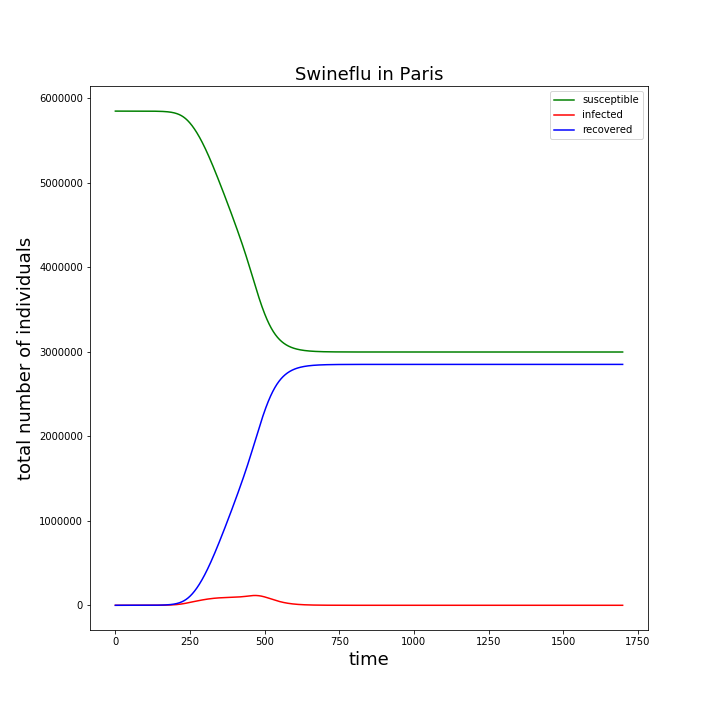 Swineflu in Paris
susceptible
infected
recovered
total number of individuals
6000000
5000000
4000000
3000000
2000000
1000000
0
0 250 500 750 1000 1250 1500 1750
time